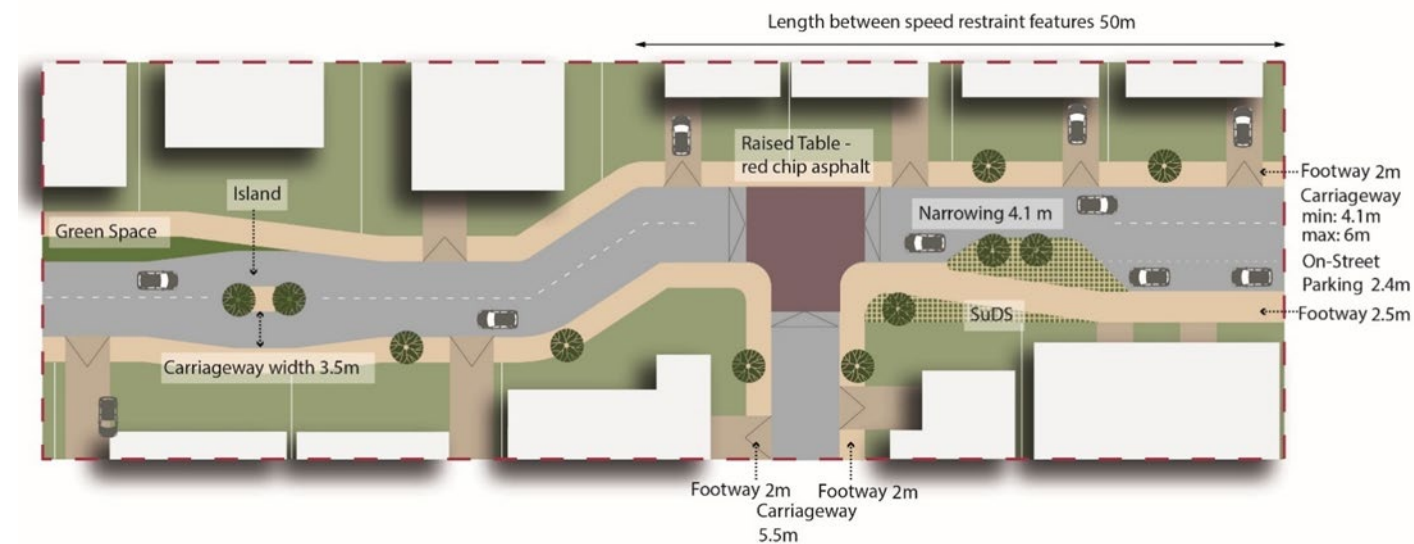 Length between speed restraint features 50m
Raised Table -
red chip asphalt
Island
Green Space
Narrowing 4.1 m
Footway 2m
Carriageway
min: 4.1m
max: 6m
On-Street
Parking 2.4m
Footway 2.5m
SuDS
Carriageway width 3.5m
Footway 2m
Footway 2m
Carriageway
5.5m